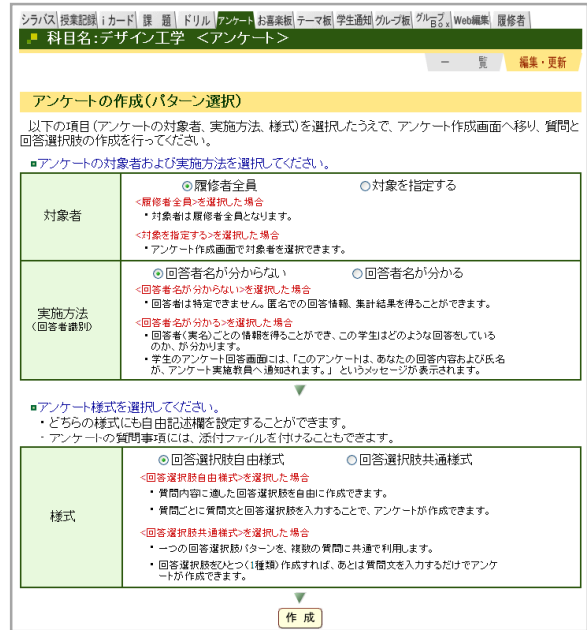 シラバス 授業記録 iカード 課 題 ドリル アンケート お喜楽板 テーマ板 学生通知 グループ板 グループBox Web編集 履修者
科目名:デザイン工学 <アンケート>
一 覧 編集・更新
アンケートの作成(パターン選択)
以下の項目(アンケートの対象者、実施方法、様式)を選択したうえで、アンケート作成画面へ移り、質問と
回答選択肢の作成を行ってください。
▪アンケートの対象者および実施方法を選択してください。
対象者
履修者全員 対象を指定する
<履修者全員>を選択した場合
・対象者は履修者全員となります。
<対象を指定する>を選択した場合
・アンケート作成画面で対象者を選択できます。
実施方法
(回答者識別)
回答者名が分からない 回答者名が分かる
<回答者名が分からない>を選択した場合
・回答者は特定できません。匿名での回答情報、集計結果を得ることができます。
<回答者名が分かる>を選択した場合
・回答者(実名)ごとの情報を得ることができ、この学生はどのような回答をしている
のか、が分かります。
・学生のアンケート回答画面には、「このアンケートは、あなたの回答内容および氏名
が、アンケート実施教員へ通知されます。」というメッセージが表示されます。
▪アンケート様式を選択してください。
・どちらの様式にも自由記述欄を設定することができます。
・アンケートの質問事項には、添付ファイルを付けることもできます。
様式
回答選択肢自由様式 回答選択肢共通様式
<回答選択肢自由様式>を選択した場合
・質問内容に適した回答選択肢を自由に作成できます。
・質問ごとに質問文と回答選択肢を入力することで、アンケートが作成できます。
<回答選択肢共通様式>を選択した場合
・一つの回答選択肢パターンを、複数の質問に共通で利用します。
・回答選択肢をひとつ(1種類)作成すれば、あとは質問文を入力するだけでアンケ
ートが作成できます。
作 成